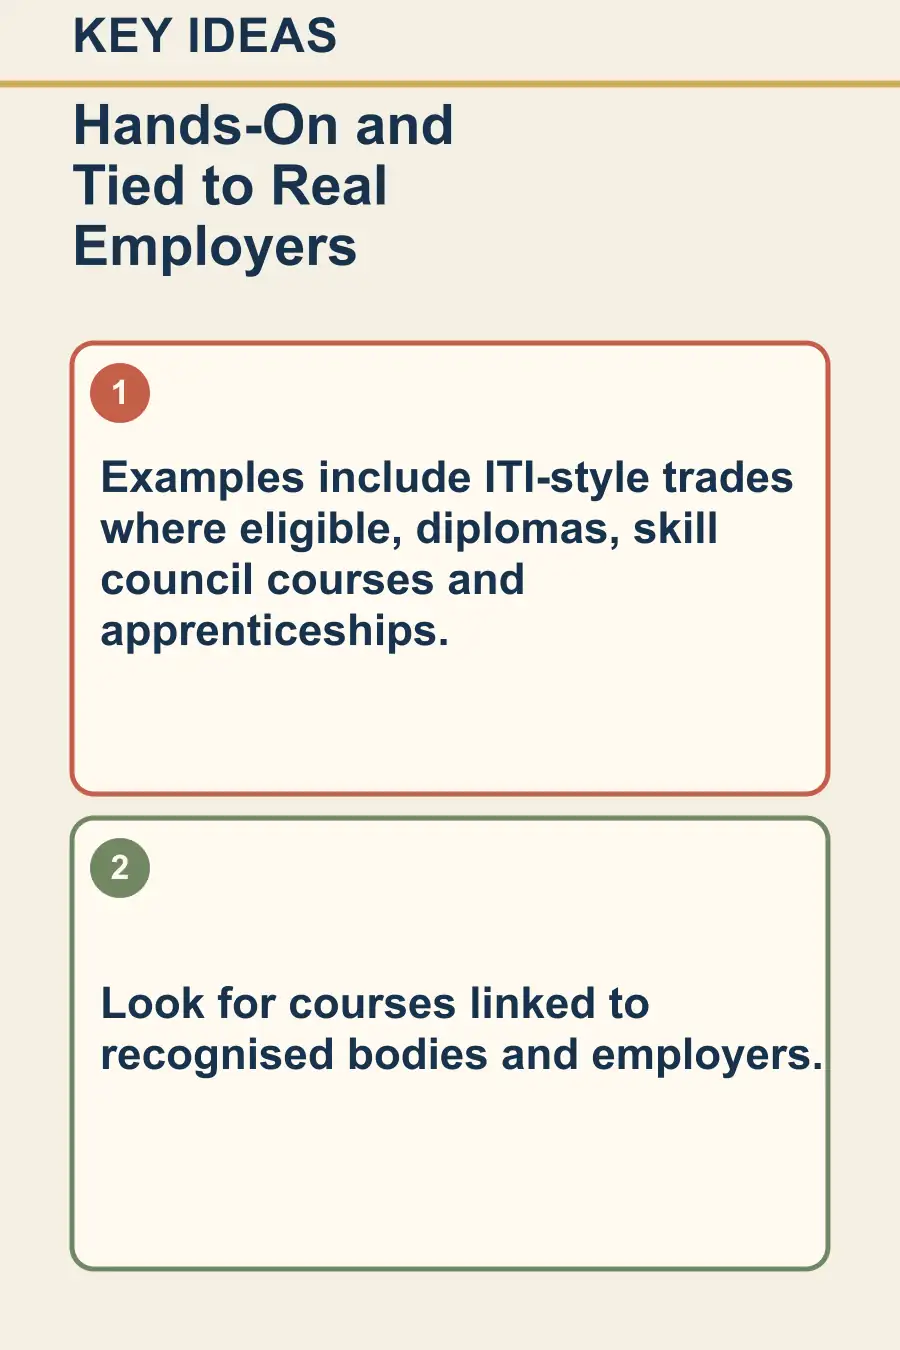 KEY IDEAS
Hands-On and
Tied to Real
Employers
1
Examples include ITI-style trades
where eligible, diplomas, skill
council courses and
apprenticeships.
2
Look for courses linked to
recognised bodies and employers.